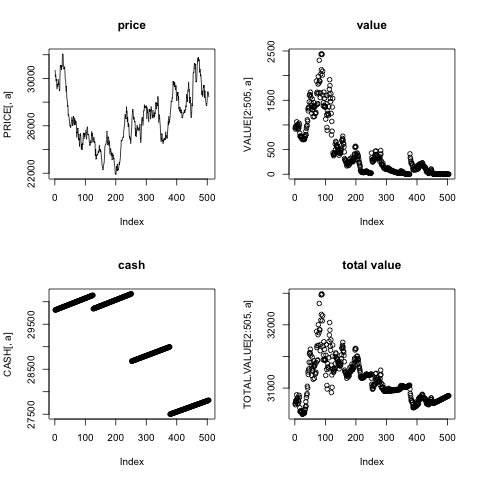 price
PRICE[, a]
22000 26000 30000
0 100 200 300 400 500
Index
value
VALUE[2:505, a]
0 500 1500 2500
0 100 200 300 400 500
Index
cash
CASH[, a]
27500 28500 29500
0 100 200 300 400 500
Index
total value
TOTAL.VALUE[2:505, a]
31000 32000
0 100 200 300 400 500
Index